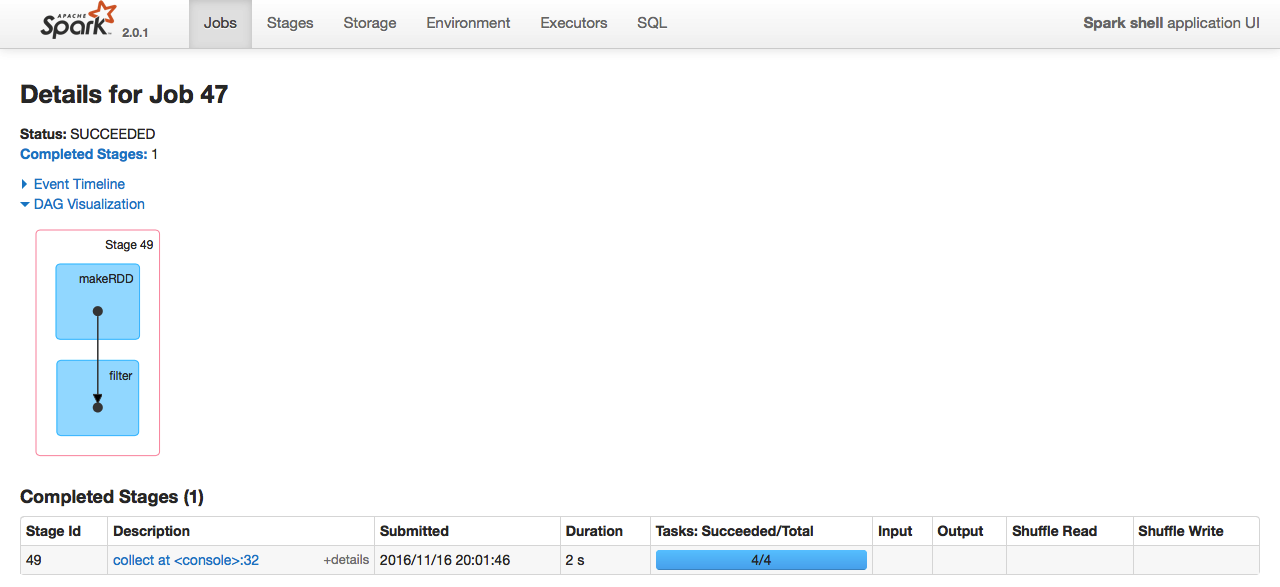 APACHE
Spark 2.0.1 Jobs Stages Storage Environment Executors SQL Spark shell application UI
Details for Job 47
Status: SUCCEEDED
Completed Stages: 1
Event Timeline
DAG Visualization
Stage 49
makeRDD
filter
Completed Stages (1)
Stage Id Description Submitted Duration Tasks: Succeeded/Total Input Output Shuffle Read Shuffle Write
49 collect at <console>:32 +details 2016/11/16 20:01:46 2 s 4/4